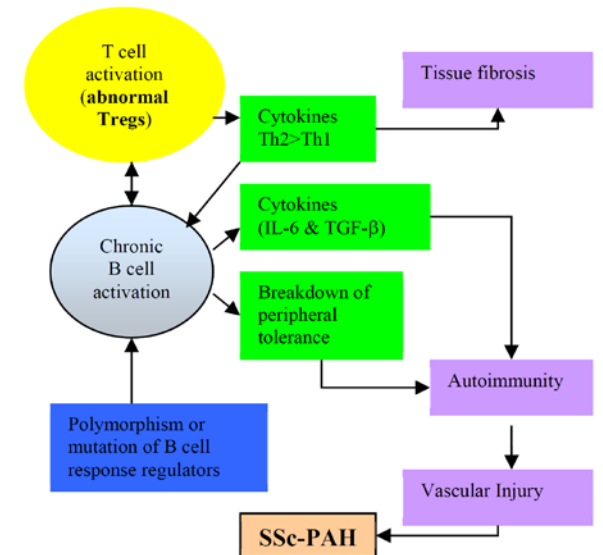 T cell
activation
(abnormal
Tregs)
Cytokines
Th2>Th1
Tissue fibrosis
Chronic
B cell
activation
Cytokines
(IL-6 & TGF-β)
Breakdown of
peripheral
tolerance
Autoimmunity
Polymorphism or
mutation of B cell
response regulators
Vascular Injury
SSc-PAH